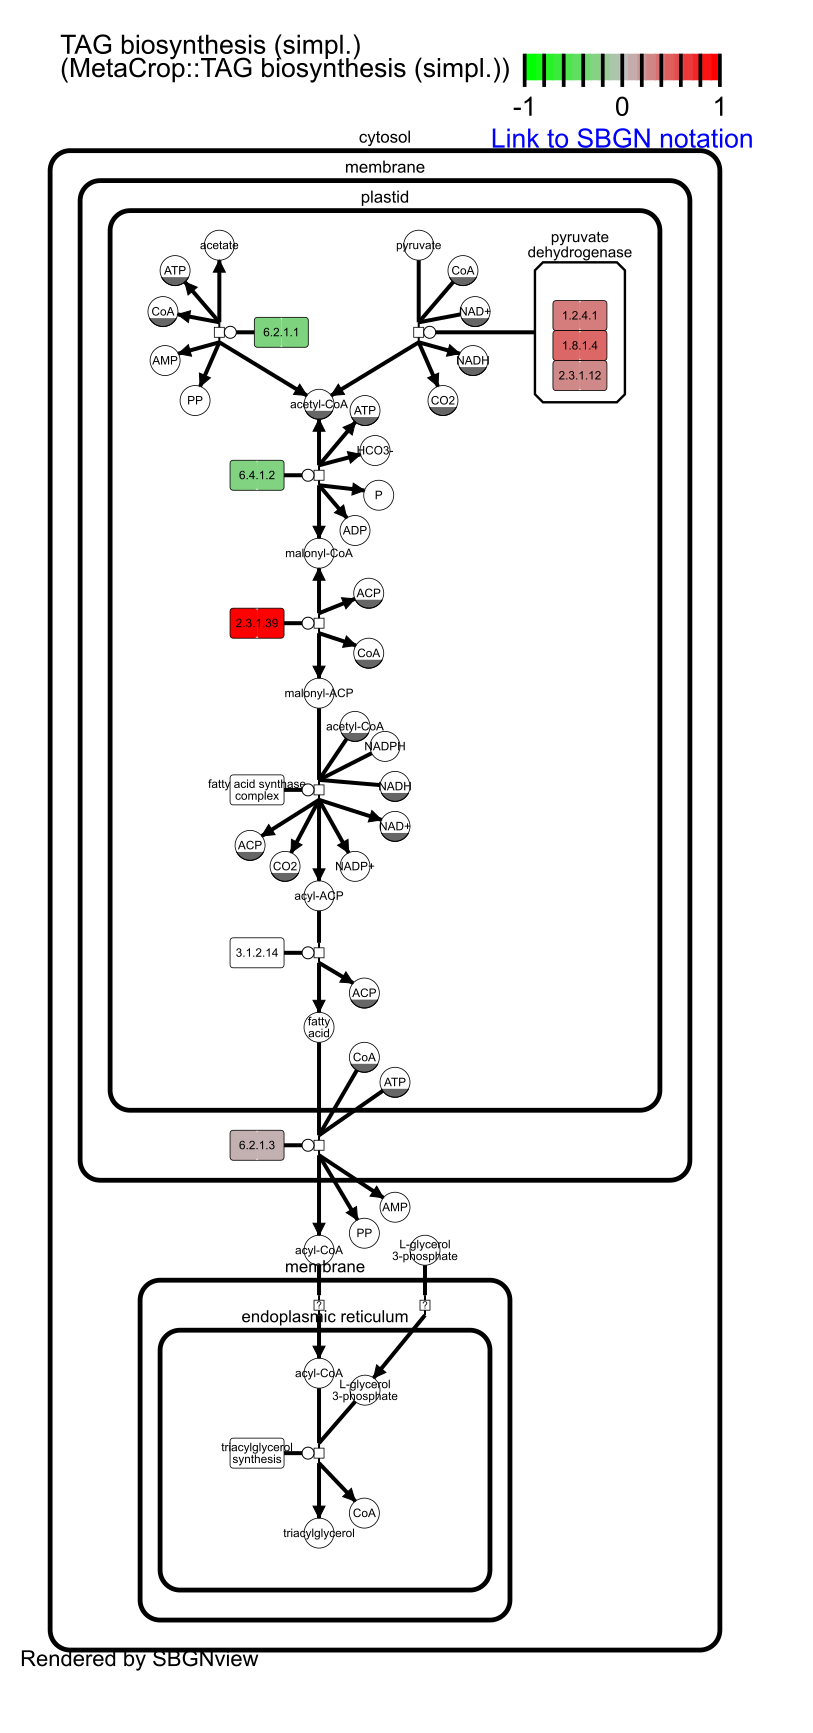 TAG biosynthesis (simpl.)
(MetaCrop::TAG biosynthesis (simpl.))
-1 0 1
Link to SBGN notation
cytosol
membrane
plastid
pyruvate
dehydrogenase
acetate
pyruvate
ATP
CoA
CoA
NAD+
1.2.4.1
6.2.1.1
1.8.1.4
AMP
NADH
2.3.1.12
PP
CO2
acetyl-CoA
ATP
HCO3-
6.4.1.2
P
ADP
malonyl-CoA
ACP
2.3.1.39
CoA
malonyl-ACP
acetyl-CoA
NADPH
fatty acid synthase
complex
NADH
NAD+
ACP
CO2
NADP+
acyl-ACP
3.1.2.14
ACP
fatty
acid
CoA
ATP
6.2.1.3
AMP
PP
acyl-CoA
L-glycerol
3-phosphate
membrane
? ?
endoplasmic reticulum
acyl-CoA
L-glycerol
3-phosphate
triacylglycerol
synthesis
CoA
triacylglycerol
Rendered by SBGNview